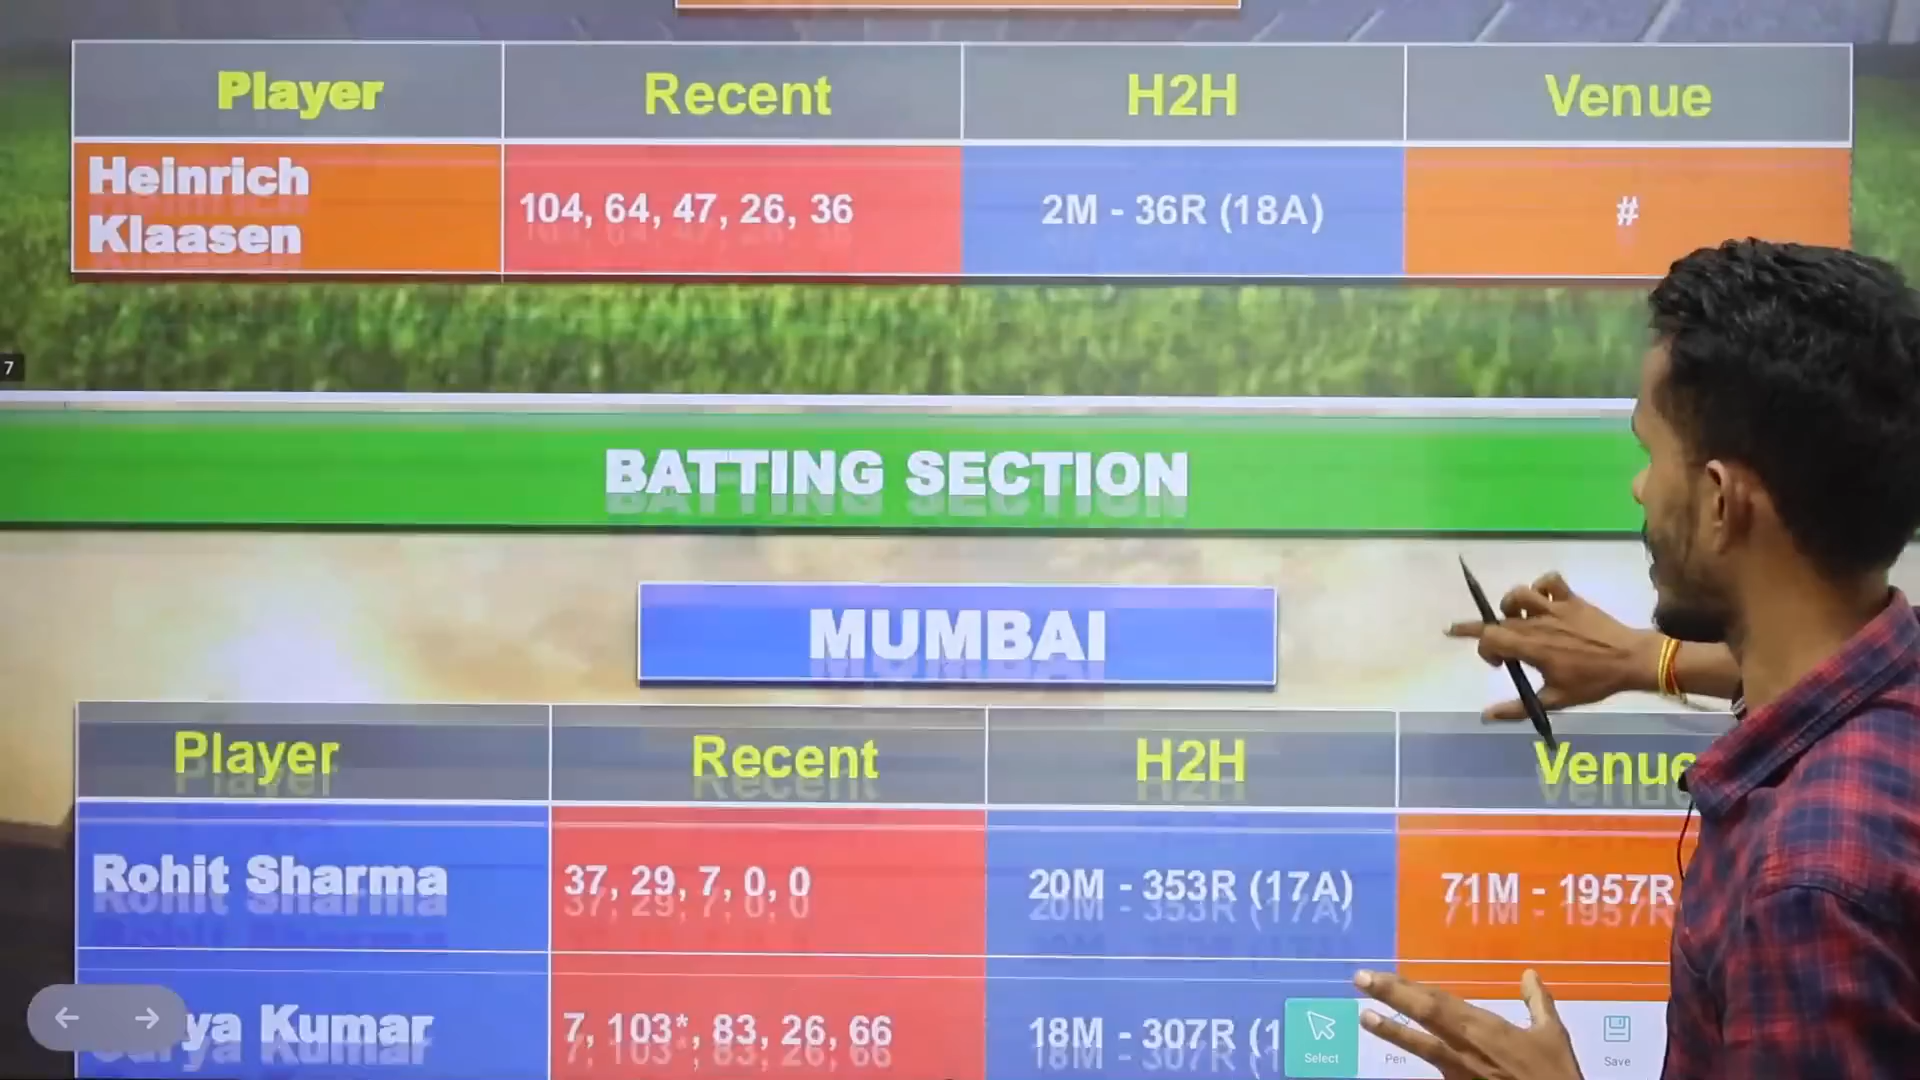 Player Recent H2H Venue
Heinrich
Klaasen
104, 64, 47, 26, 36 2M - 36R (18A) #
7
BATTING SECTION
MUMBAI
Player Recent H2H Venue
Rohit Sharma 37, 29, 7, 0, 0 20M - 353R (17A) 71M - 1957R
ya Kumar 7, 103*, 83, 26, 66 18M - 307R (1
Select Pen Save